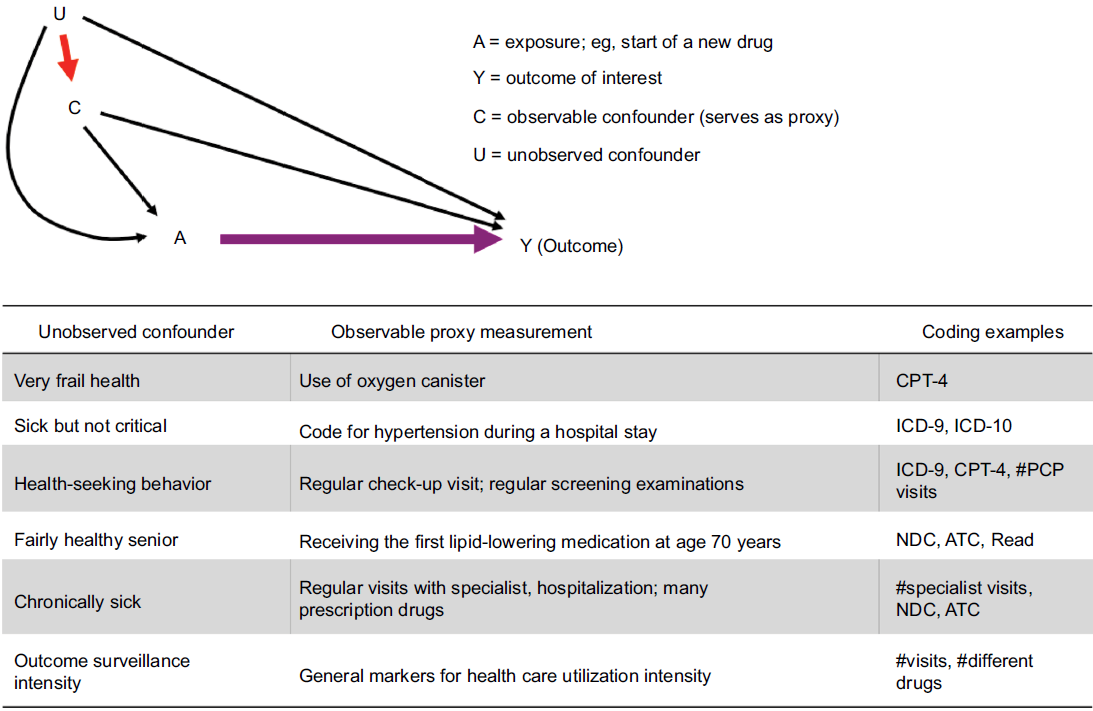 U
A = exposure; eg, start of a new drug
Y = outcome of interest
C
C = observable confounder (serves as proxy)
U = unobserved confounder
A
Y (Outcome)
Unobserved confounder Observable proxy measurement Coding examples
Very frail health Use of oxygen canister CPT-4
Sick but not critical Code for hypertension during a hospital stay ICD-9, ICD-10
Health-seeking behavior Regular check-up visit; regular screening examinations ICD-9, CPT-4, #PCP
visits
Fairly healthy senior Receiving the first lipid-lowering medication at age 70 years NDC, ATC, Read
Chronically sick Regular visits with specialist, hospitalization; many
prescription drugs #specialist visits,
NDC, ATC
Outcome surveillance
intensity General markers for health care utilization intensity #visits, #different
drugs